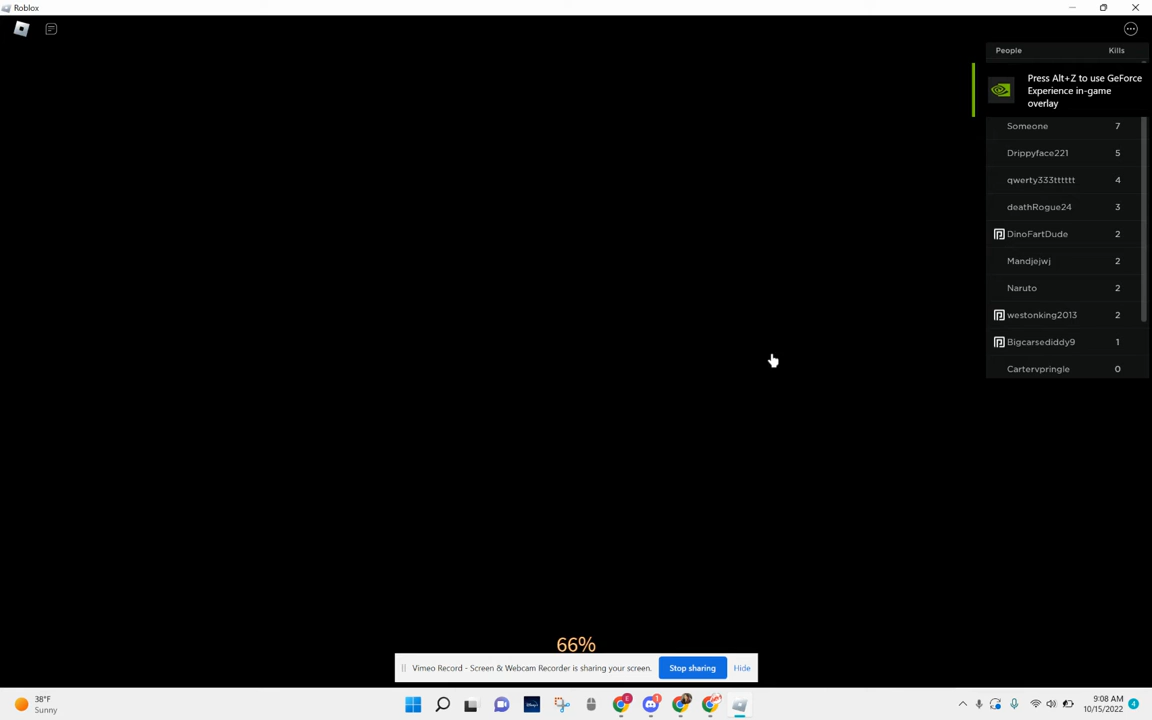 Roblox
People Kills
Press Alt+Z to use GeForce
Experience in-game
overlay
Someone 7
Drippyface221 5
qwerty333tttttt 4
deathRogue24 3
DinoFartDude 2
Mandjejwj 2
Naruto 2
westonking2013 2
Bigcarsediddy9 1
Cartervpringle 0
66%
Vimeo Record - Screen & Webcam Recorder is sharing your screen. Stop sharing Hide
38°F
Sunny
9:08 AM
10/15/2022
4